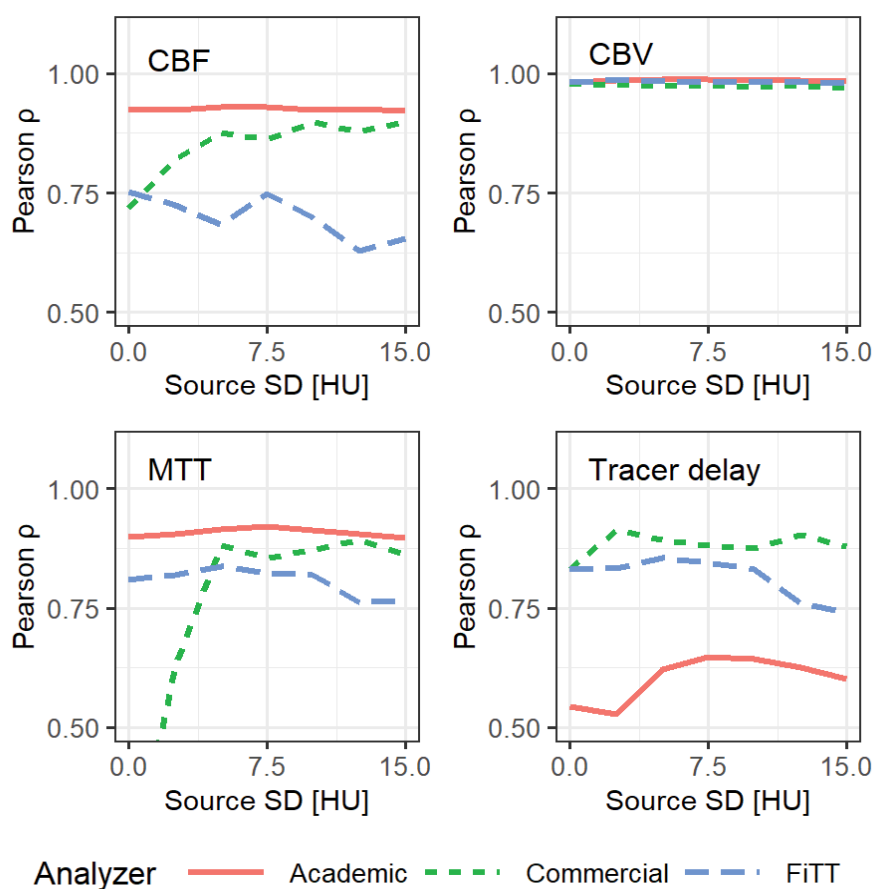 CBF
1.00
0.75
0.50
Pearson ρ
0.0 7.5 15.0
Source SD [HU]
CBV
1.00
0.75
0.50
Pearson ρ
0.0 7.5 15.0
Source SD [HU]
MTT
1.00
0.75
0.50
Pearson ρ
0.0 7.5 15.0
Source SD [HU]
Tracer delay
1.00
0.75
0.50
Pearson ρ
0.0 7.5 15.0
Source SD [HU]
Analyzer Academic Commercial FiTT